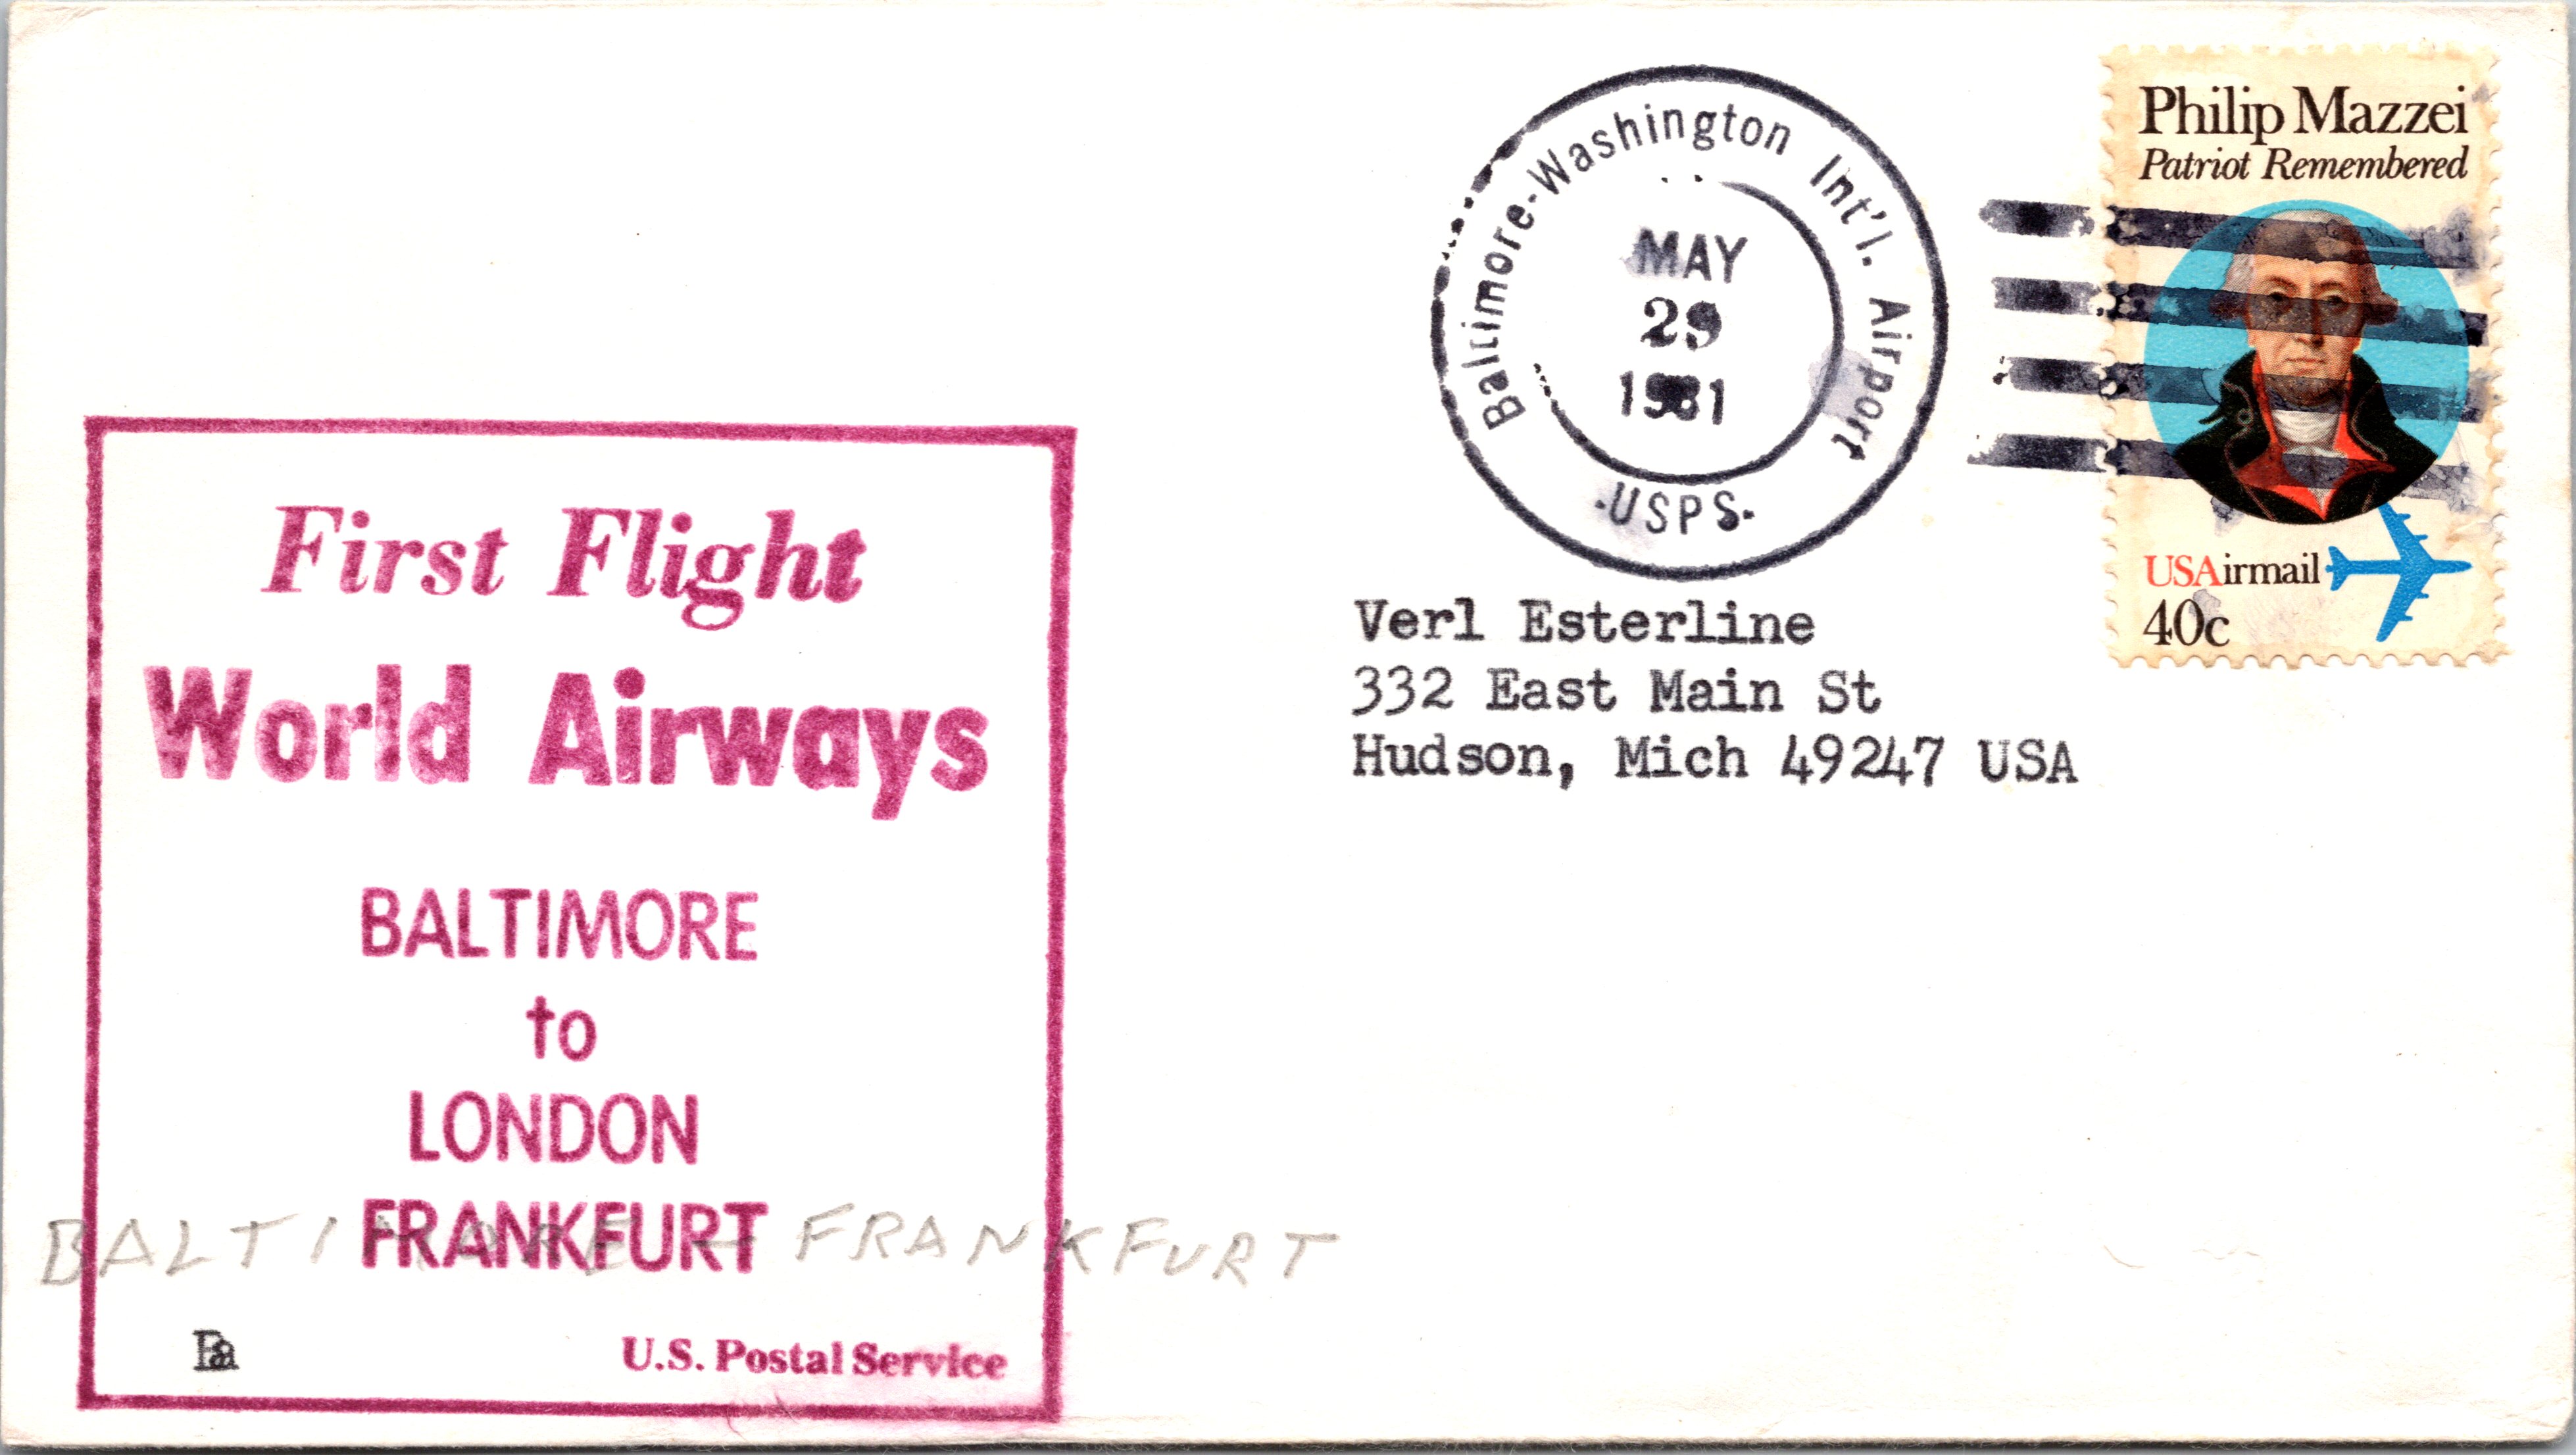 Baltimore-Washington Int'l. Airport
MAY
29
1981
·USPS·
Philip Mazzei
Patriot Remembered
USAirmail
40c
Verl Esterline
332 East Main St
Hudson, Mich 49247 USA
First Flight
World Airways
BALTIMORE
to
LONDON
FRANKFURT
BALTIMORE - FRANKFURT
U.S. Postal Service